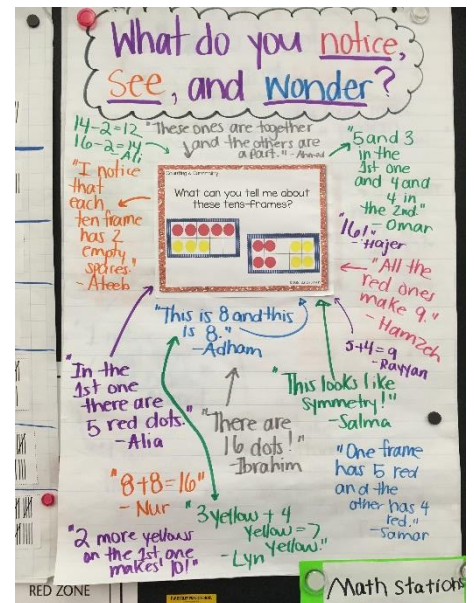 What do you notice,
see, and wonder?
14-2=12
16-2=14
-Ali
"These ones are together
and the others are
apart." -Ahmed
"5 and 3
in the
1st one
and 4 and
4 in
the 2nd."
-Omar
"I notice
that
each
ten frame
has 2
empty
spares."
-Ateeb
Counting & Cardinality
What can you tell me about
these tens-frames?
"16!"
-Hajer
"All the
red ones
make 9."
-Hamzeh
"This is 8 and this
is 8."
-Adham
5+4=9
-Rayyan
"In the
1st one
there are
5 red dots."
-Alia
"This looks like
symmetry!"
-Salma
"There are
16 dots!"
-Ibrahim
"One frame
has 5 red
and the
other has 4
red."
-Samar
"8+8=16"
-Nur
"3 yellow + 4
yellow = 7
yellow."
-Lyn
"2 more yellows
on the 1st one
makes 10!"
RED ZONE
Math Stations